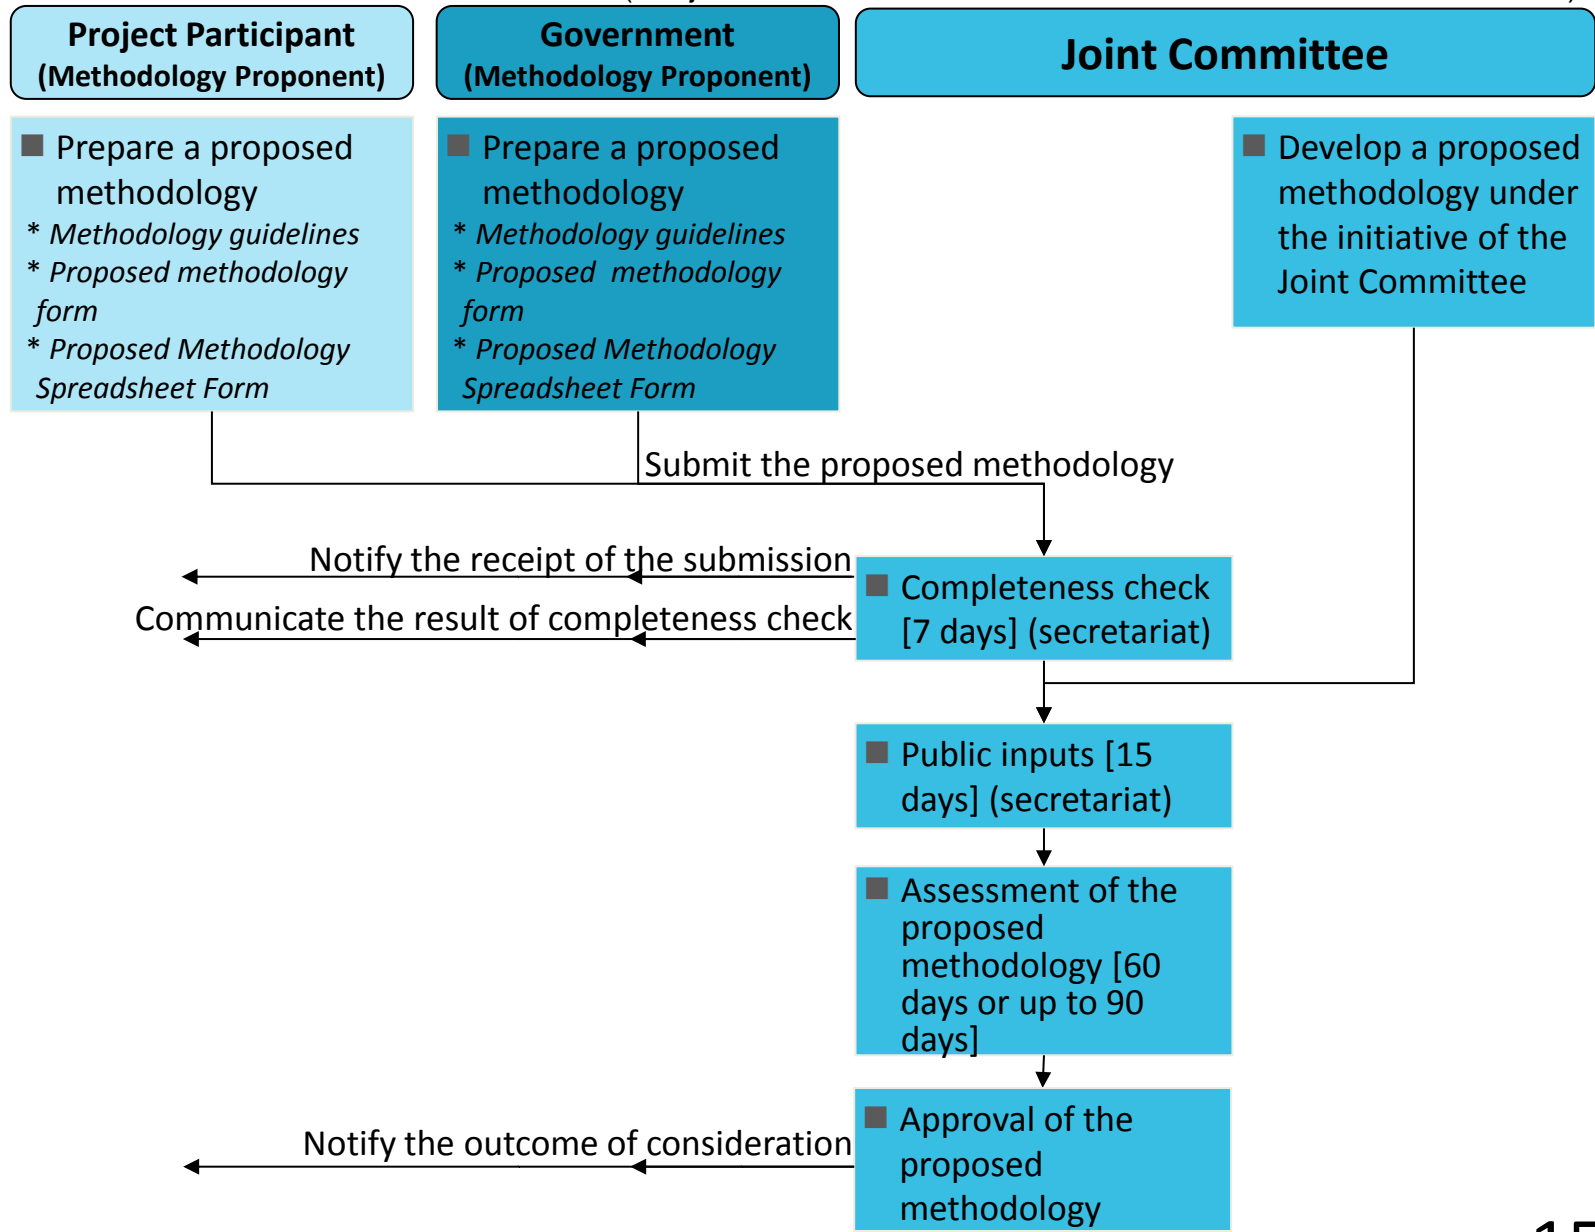 Project Participant
(Methodology Proponent)
Government
(Methodology Proponent)
Joint Committee
■ Prepare a proposed
methodology
* Methodology guidelines
* Proposed methodology
form
* Proposed Methodology
Spreadsheet Form
■ Prepare a proposed
methodology
* Methodology guidelines
* Proposed methodology
form
* Proposed Methodology
Spreadsheet Form
■ Develop a proposed
methodology under
the initiative of the
Joint Committee
Submit the proposed methodology
Notify the receipt of the submission
Communicate the result of completeness check
■ Completeness check
[7 days] (secretariat)
■ Public inputs [15
days] (secretariat)
■ Assessment of the
proposed
methodology [60
days or up to 90
days]
Notify the outcome of consideration
■ Approval of the
proposed
methodology